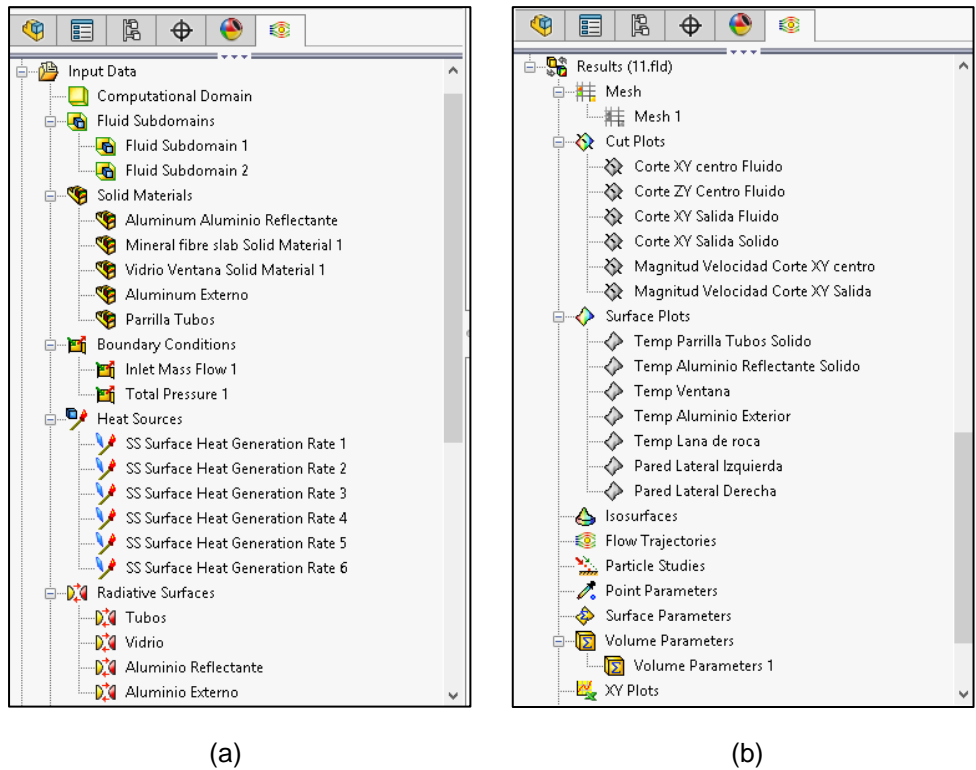 Input Data
Computational Domain
Fluid Subdomains
Fluid Subdomain 1
Fluid Subdomain 2
Solid Materials
Aluminum Aluminio Reflectante
Mineral fibre slab Solid Material 1
Vidrio Ventana Solid Material 1
Aluminum Externo
Parrilla Tubos
Boundary Conditions
Inlet Mass Flow 1
Total Pressure 1
Heat Sources
SS Surface Heat Generation Rate 1
SS Surface Heat Generation Rate 2
SS Surface Heat Generation Rate 3
SS Surface Heat Generation Rate 4
SS Surface Heat Generation Rate 5
SS Surface Heat Generation Rate 6
Radiative Surfaces
Tubos
Vidrio
Aluminio Reflectante
Aluminio Externo
(a)
Results (11.fld)
Mesh
Mesh 1
Cut Plots
Corte XY centro Fluido
Corte ZY Centro Fluido
Corte XY Salida Fluido
Corte XY Salida Solido
Magnitud Velocidad Corte XY centro
Magnitud Velocidad Corte XY Salida
Surface Plots
Temp Parrilla Tubos Solido
Temp Aluminio Reflectante Solido
Temp Ventana
Temp Aluminio Exterior
Temp Lana de roca
Pared Lateral Izquierda
Pared Lateral Derecha
Isosurfaces
Flow Trajectories
Particle Studies
Point Parameters
Surface Parameters
Volume Parameters
Volume Parameters 1
XY Plots
(b)